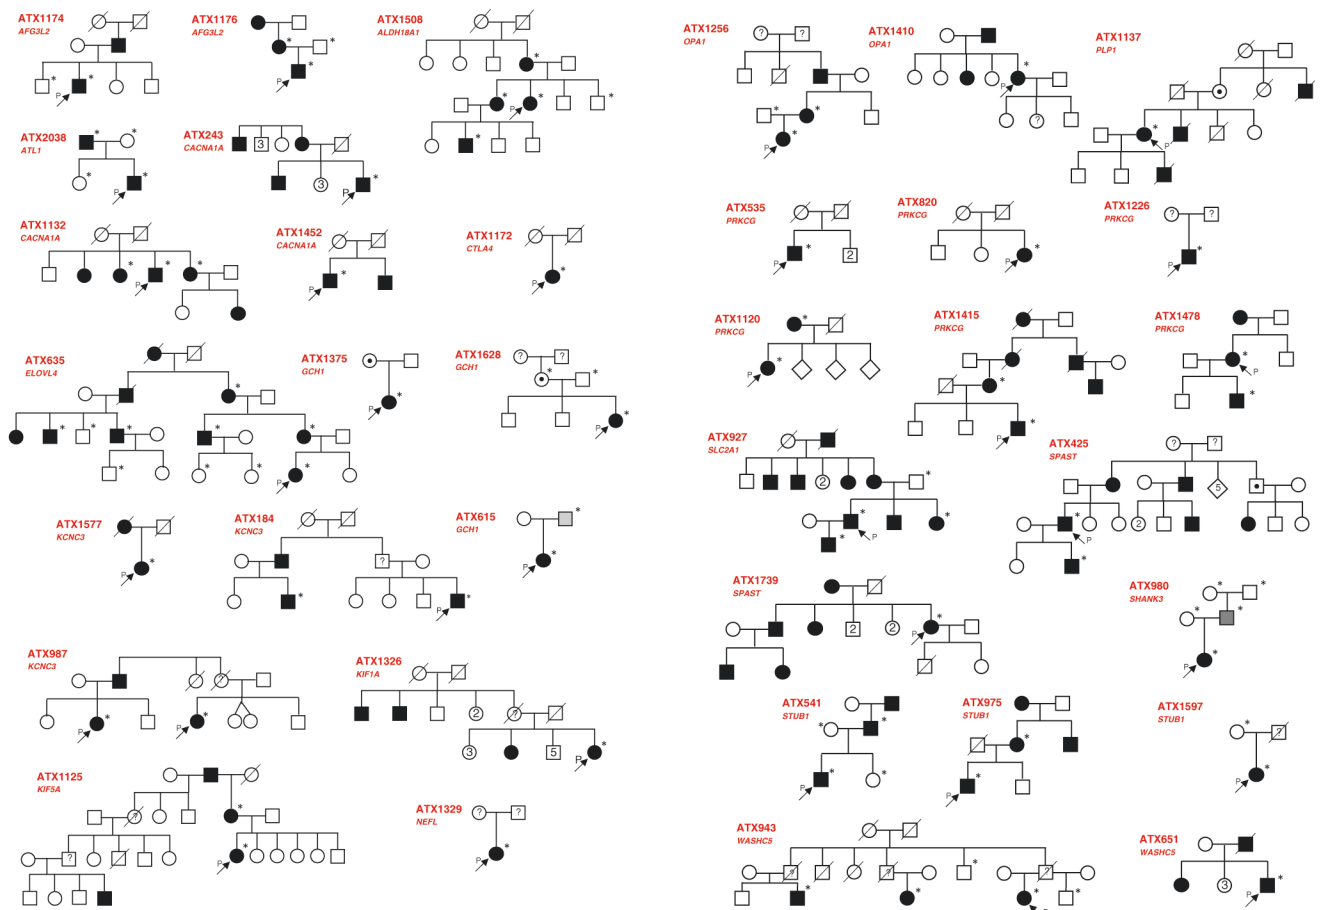 ATX1174
AFG3L2
*
*
P
ATX1176
AFG3L2
*
*
*
P
ATX1508
ALDH18A1
*
*
*
*
P
*
ATX2038
ATL1
*
*
*
*
P
ATX243
CACNA1A
3
3
*
P
ATX1132
CACNA1A
*
*
*
P
ATX1452
CACNA1A
*
P
ATX1172
CTLA4
*
P
ATX635
ELOVL4
*
*
*
*
*
*
*
*
*
*
P
ATX1375
GCH1
*
P
ATX1628
GCH1
?
?
*
*
*
P
ATX1577
KCNC3
*
P
ATX184
KCNC3
?
*
*
P
ATX615
GCH1
*
*
P
ATX987
KCNC3
?
*
P
*
P
ATX1326
KIF1A
2
?
3
5
*
P
ATX1125
KIF5A
?
*
?
*
P
ATX1329
NEFL
?
?
*
P
ATX1256
OPA1
?
?
*
*
*
P
ATX1410
OPA1
*
P
?
ATX1137
PLP1
*
*
P
ATX535
PRKCG
*
P
2
ATX820
PRKCG
*
P
ATX1226
PRKCG
?
?
*
P
ATX1120
PRKCG
*
*
P
ATX1415
PRKCG
*
*
P
ATX1478
PRKCG
*
P
*
ATX927
SLC2A1
2
*
*
*
P
*
ATX425
SPAST
?
?
5
*
P
2
*
ATX1739
SPAST
2
2
*
P
ATX980
SHANK3
*
*
*
*
*
P
ATX541
STUB1
*
*
*
*
P
ATX975
STUB1
*
*
P
ATX1597
STUB1
*
?
*
P
ATX943
WASHC5
?
?
*
?
*
*
*
*
ATX651
WASHC5
3
*
P